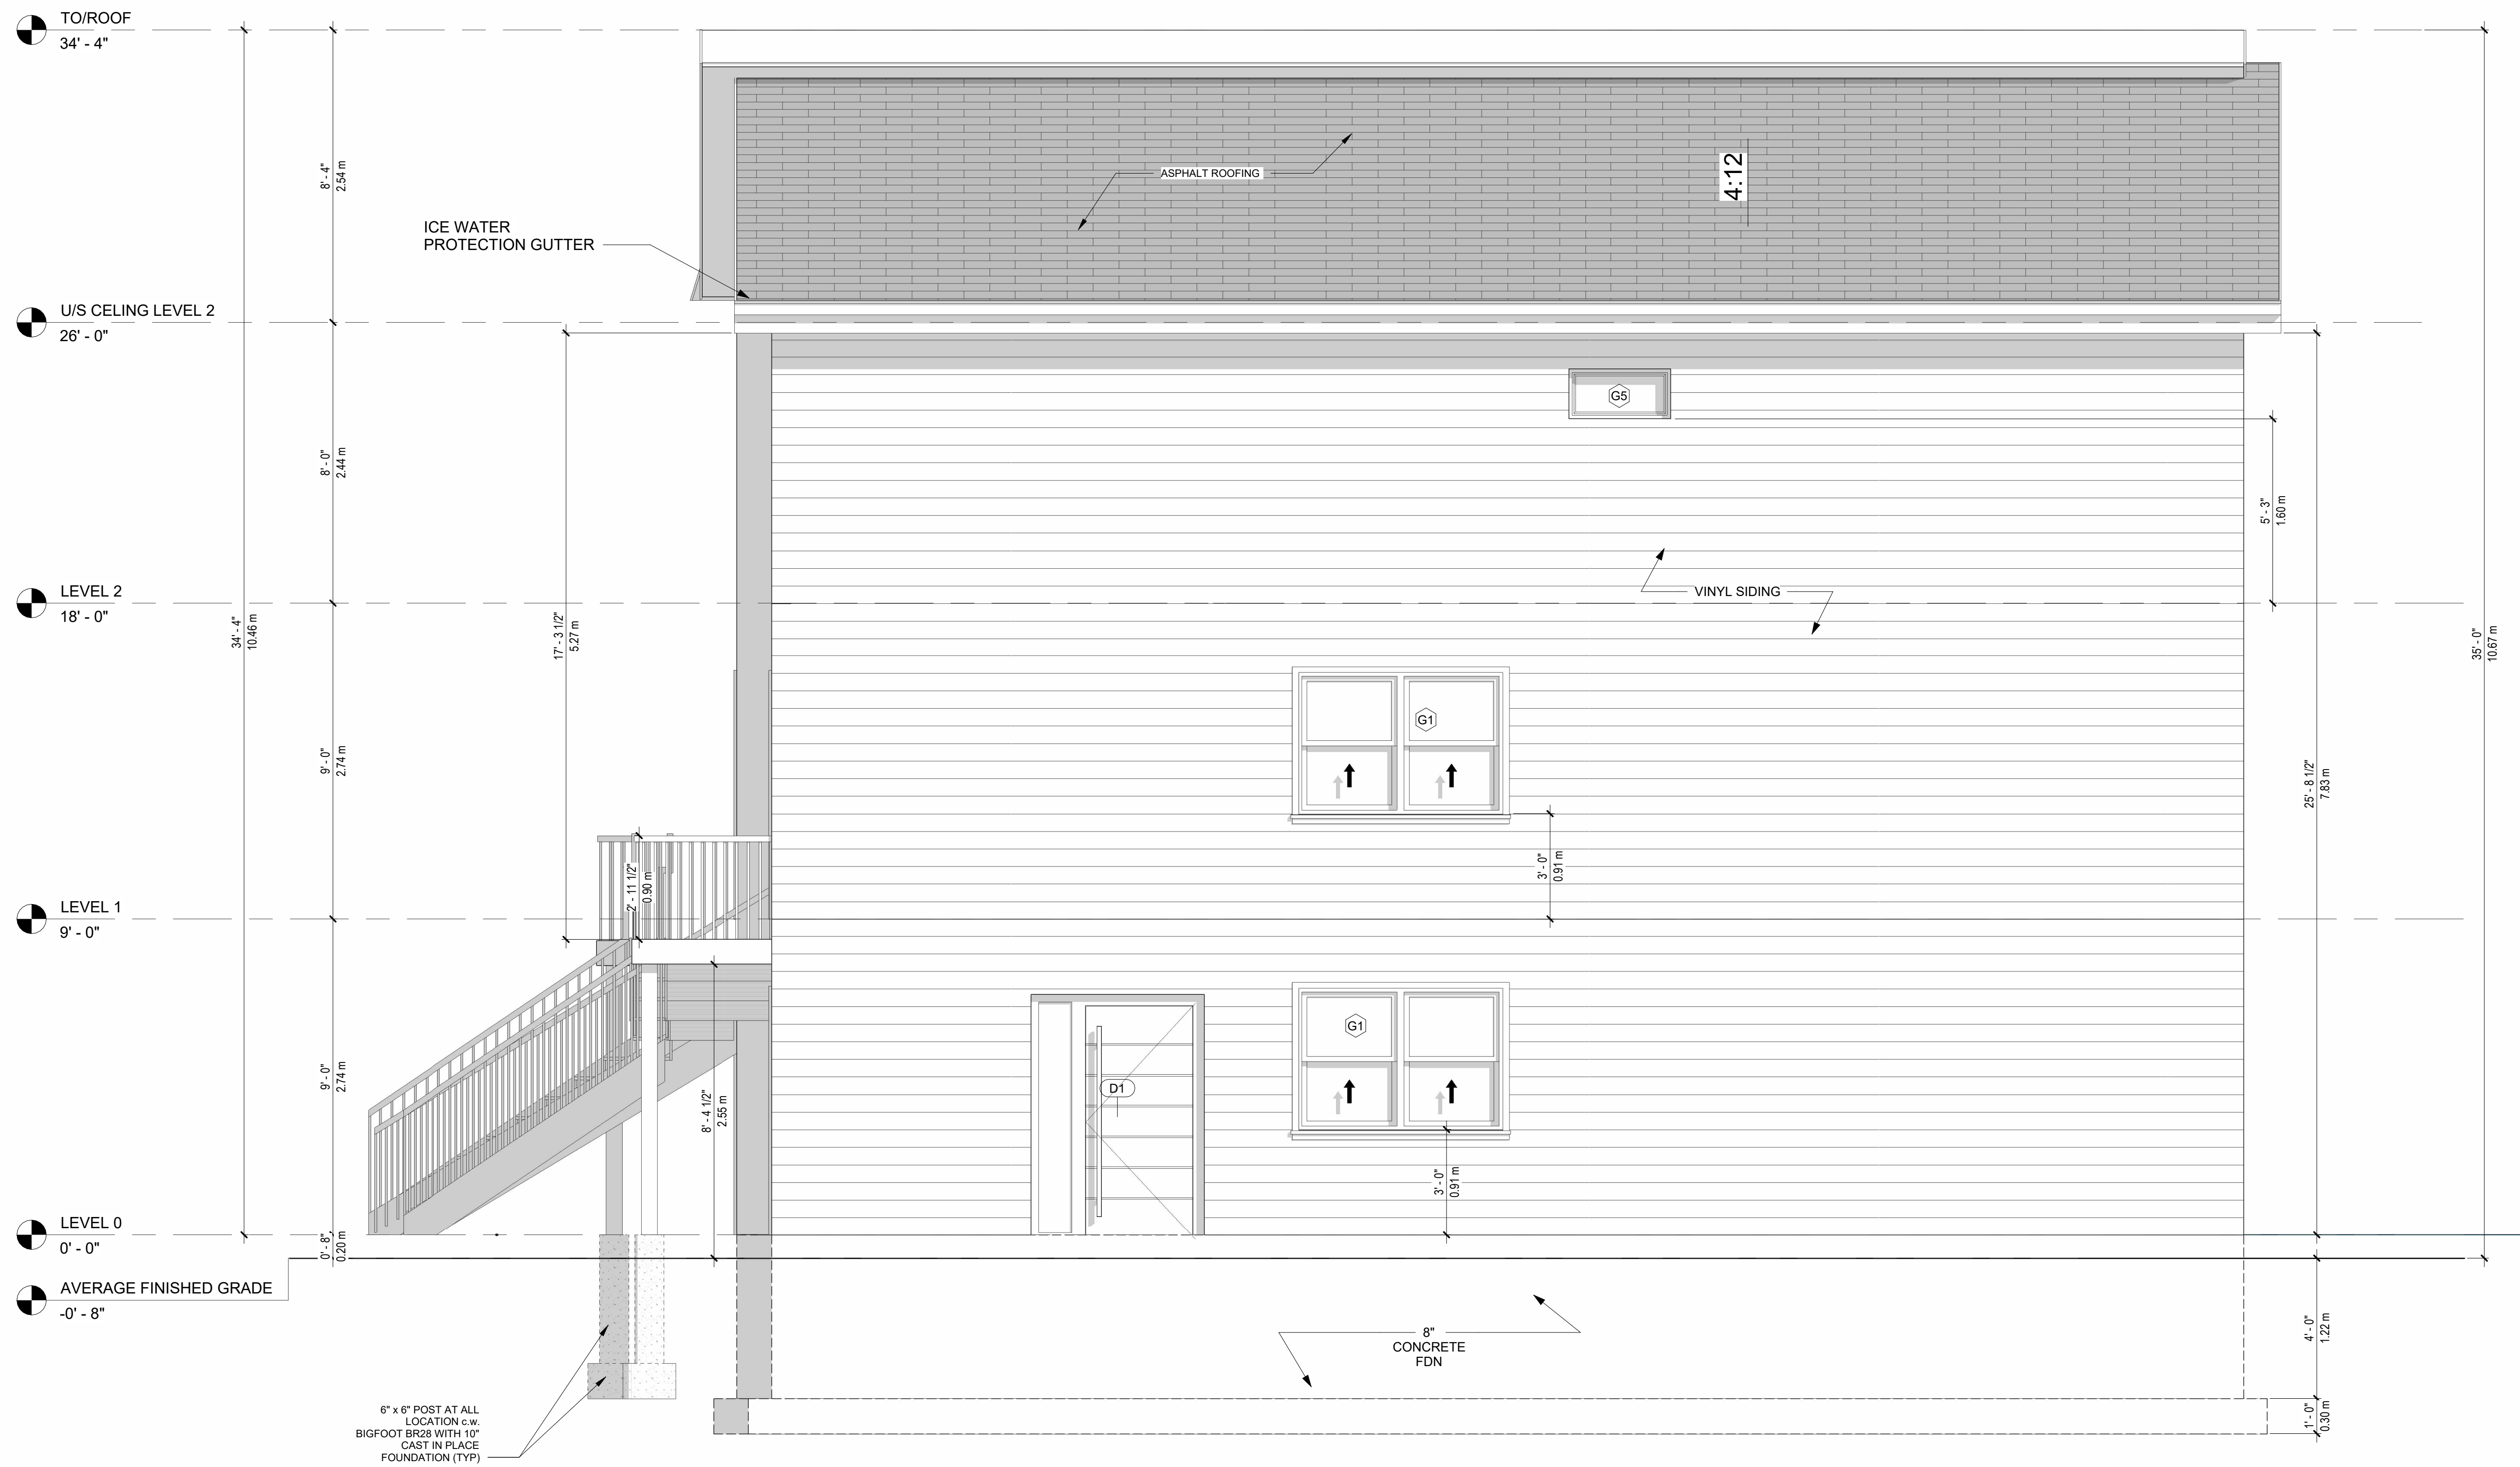 TO/ROOF
34' - 4"
8' - 4"
2.54 m
ASPHALT ROOFING
4:12
ICE WATER
PROTECTION GUTTER
U/S CELING LEVEL 2
26' - 0"
G5
8' - 0"
2.44 m
5' - 3"
1.60 m
LEVEL 2
18' - 0"
VINYL SIDING
34' - 4"
10.46 m
17' - 3 1/2"
5.27 m
35' - 0"
10.67 m
G1
9' - 0"
2.74 m
25' - 8 1/2"
7.83 m
2' - 11 1/2"
0.90 m
3' - 0"
0.91 m
LEVEL 1
9' - 0"
G1
D1
9' - 0"
2.74 m
8' - 4 1/2"
2.55 m
3' - 0"
0.91 m
LEVEL 0
0' - 0"
0' - 8"
0.20 m
AVERAGE FINISHED GRADE
-0' - 8"
8"
CONCRETE
FDN
4' - 0"
1.22 m
1' - 0"
0.30 m
6" x 6" POST AT ALL
LOCATION c.w.
BIGFOOT BR28 WITH 10"
CAST IN PLACE
FOUNDATION (TYP)